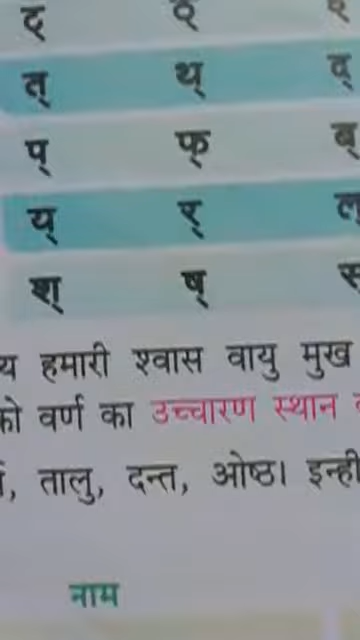 त् थ् द्
प् फ् ब्
य् र् ल्
श् ष्
हमारी श्वास वायु मुख
वर्ण का उच्चारण स्थान
तालु, दन्त, ओष्ठ। इन्ही
नाम